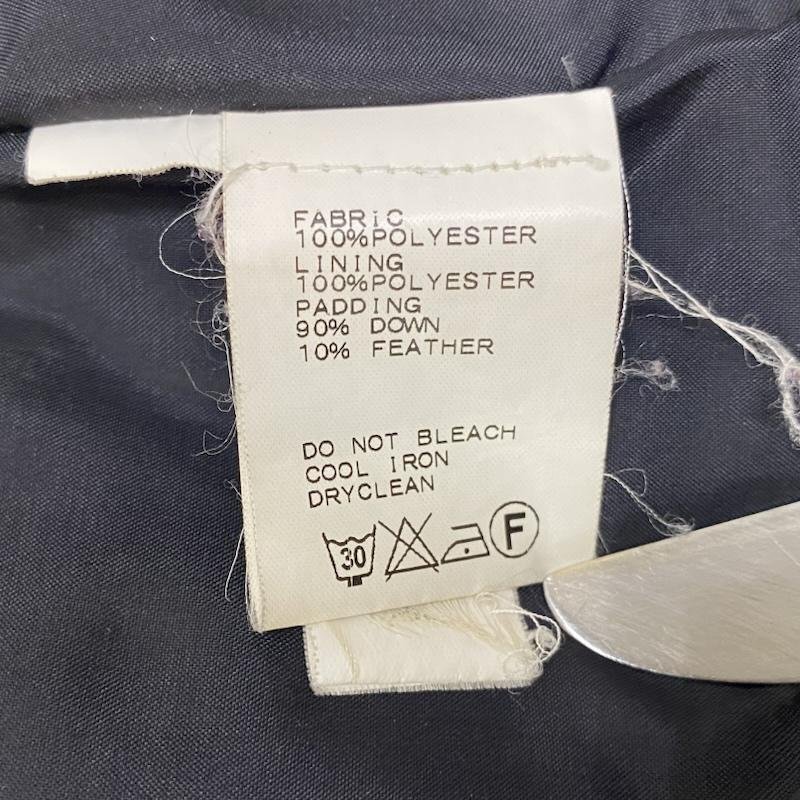 FABRIC
100%POLYESTER
LINING
100%POLYESTER
PADDING
90% DOWN
10% FEATHER
DO NOT BLEACH
COOL IRON
DRYCLEAN
30 F